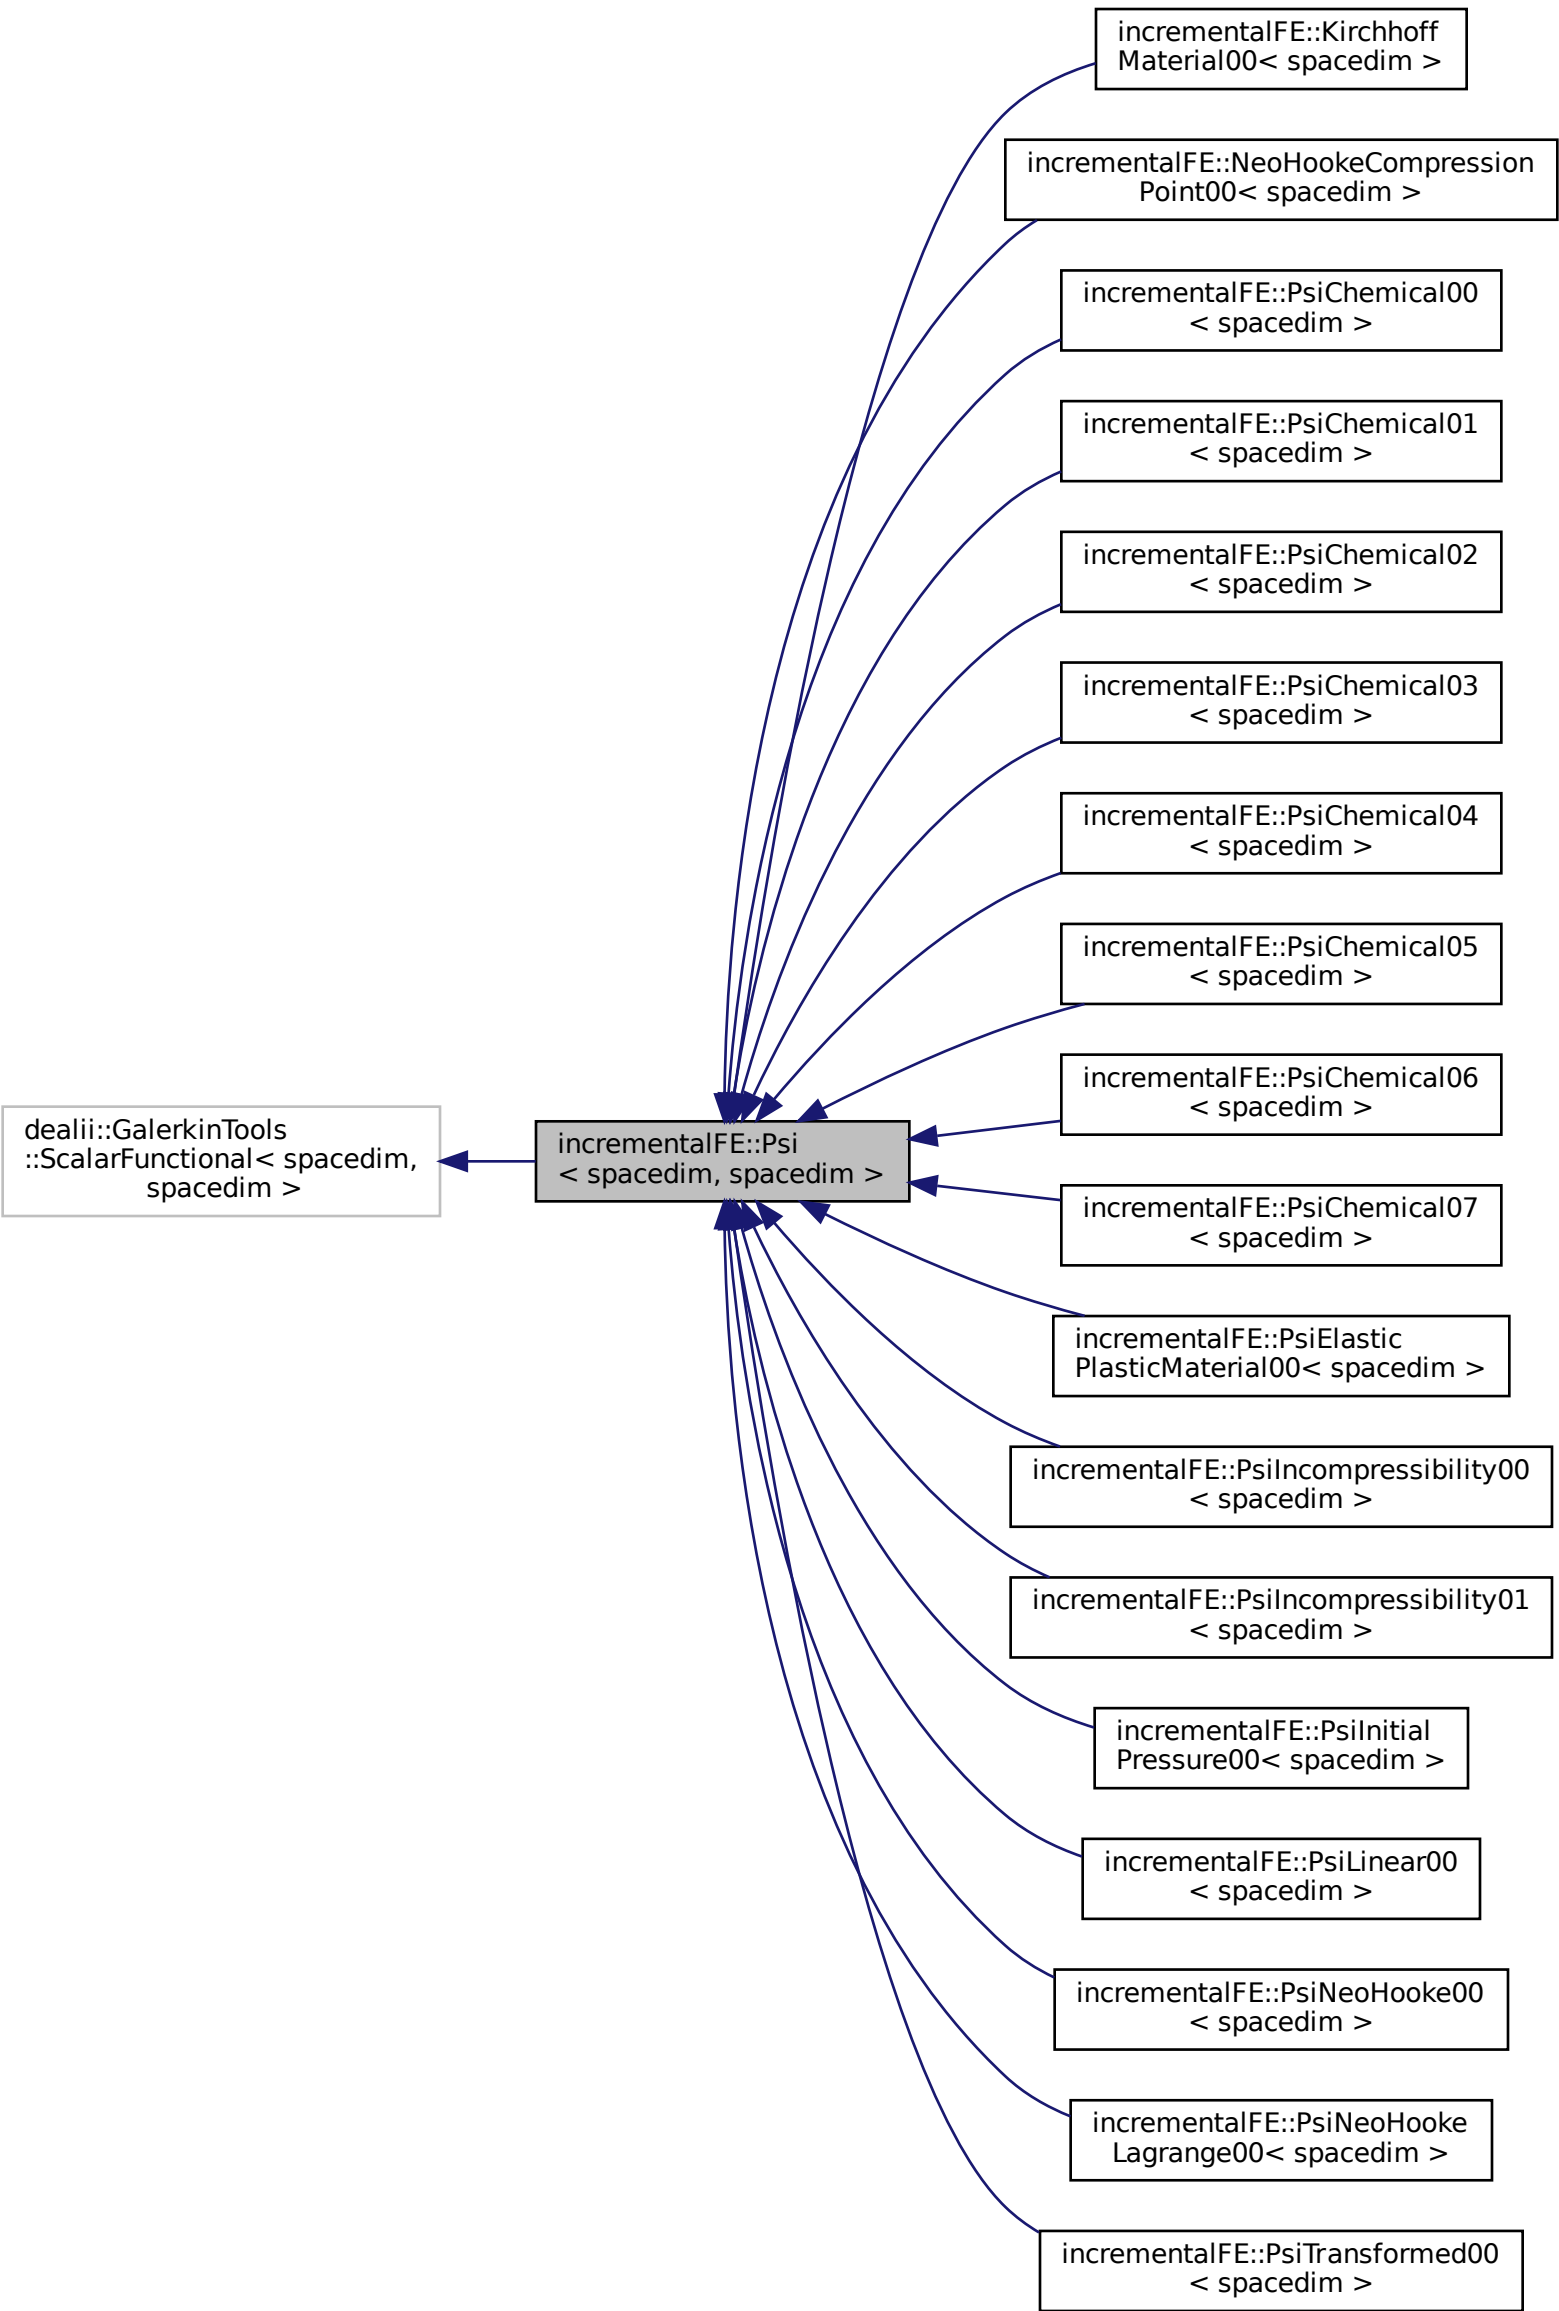 incrementalFE::Kirchhoff
Material00< spacedim >
incrementalFE::NeoHookeCompression
Point00< spacedim >
incrementalFE::PsiChemical00
< spacedim >
incrementalFE::PsiChemical01
< spacedim >
incrementalFE::PsiChemical02
< spacedim >
incrementalFE::PsiChemical03
< spacedim >
incrementalFE::PsiChemical04
< spacedim >
incrementalFE::PsiChemical05
< spacedim >
incrementalFE::PsiChemical06
< spacedim >
dealii::GalerkinTools
::ScalarFunctional< spacedim,
spacedim >
incrementalFE::Psi
< spacedim, spacedim >
incrementalFE::PsiChemical07
< spacedim >
incrementalFE::PsiElastic
PlasticMaterial00< spacedim >
incrementalFE::PsiIncompressibility00
< spacedim >
incrementalFE::PsiIncompressibility01
< spacedim >
incrementalFE::PsiInitial
Pressure00< spacedim >
incrementalFE::PsiLinear00
< spacedim >
incrementalFE::PsiNeoHooke00
< spacedim >
incrementalFE::PsiNeoHooke
Lagrange00< spacedim >
incrementalFE::PsiTransformed00
< spacedim >